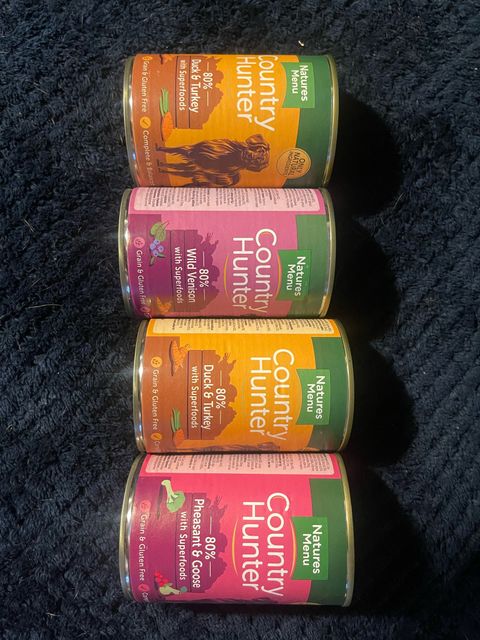 Natures
Menu
Country
Hunter
80%
Duck & Turkey
with Superfoods
Grain & Gluten Free
Complete &
ONLY
NATURAL
Natures
Menu
Country
Hunter
80%
Wild Venison
with Superfoods
Grain & Gluten Free
Natures
Menu
Country
Hunter
80%
Duck & Turkey
with Superfoods
Grain & Gluten Free
Natures
Menu
Country
Hunter
80%
Pheasant & Goose
with Superfoods
Grain & Gluten Free